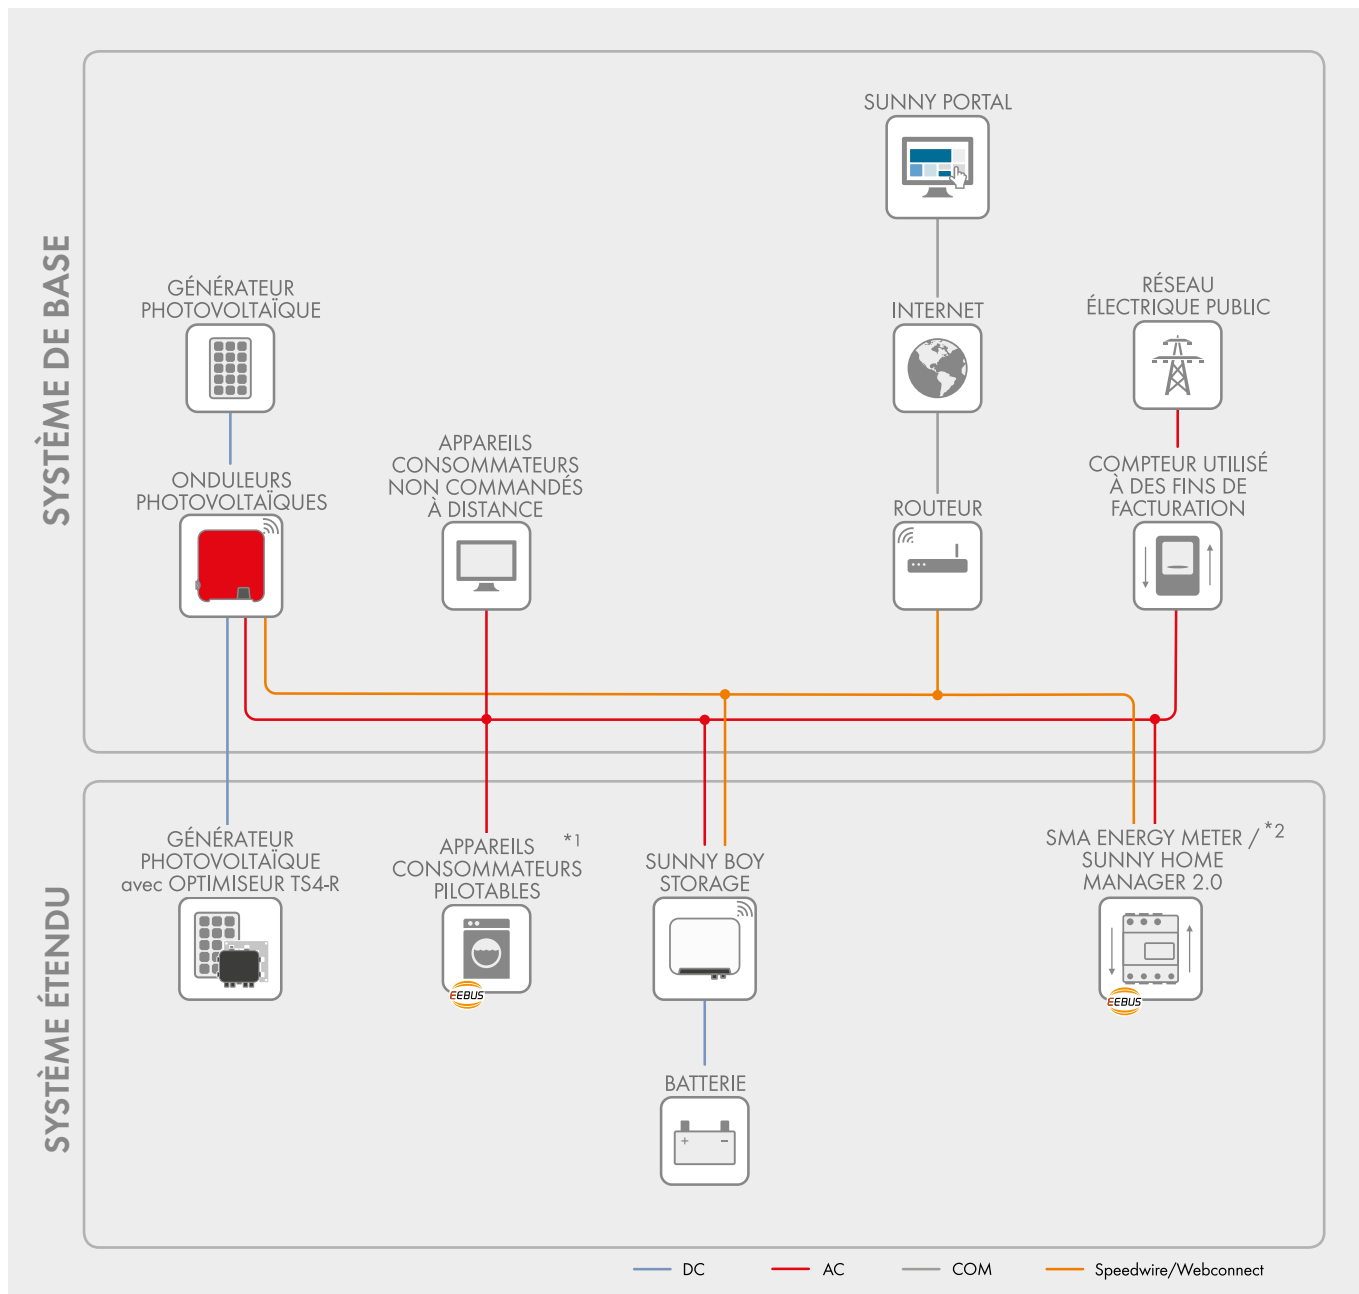 SYSTÈME DE BASE
SUNNY PORTAL
GÉNÉRATEUR
PHOTOVOLTAÏQUE
INTERNET
RÉSEAU
ÉLECTRIQUE PUBLIC
ONDULEURS
PHOTOVOLTAÏQUES
APPAREILS
CONSOMMATEURS
NON COMMANDÉS
À DISTANCE
ROUTEUR
COMPTEUR UTILISÉ
À DES FINS DE
FACTURATION
SYSTÈME ÉTENDU
GÉNÉRATEUR
PHOTOVOLTAÏQUE
avec OPTIMISEUR TS4-R
APPAREILS *1
CONSOMMATEURS
PILOTABLES
EEBUS
SUNNY BOY
STORAGE
SMA ENERGY METER / *2
SUNNY HOME
MANAGER 2.0
EEBUS
BATTERIE
+ −
DC
AC
COM
Speedwire/Webconnect